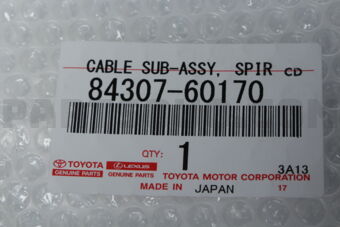 CABLE SUB-ASSY, SPIR CD
84307-60170
QTY: 1
3A13
TOYOTA LEXUS TOYOTA MOTOR CORPORATION
GENUINE PARTS GENUINE PARTS
MADE IN JAPAN 17